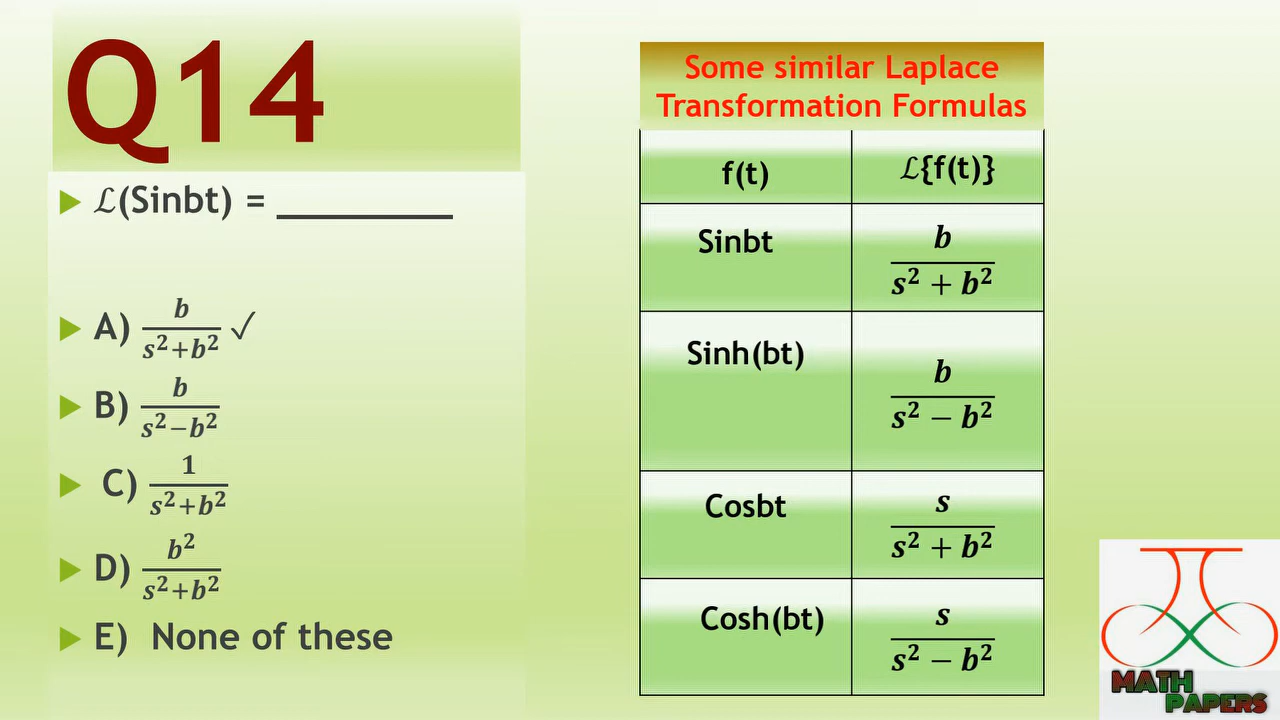 Q14
ℒ(Sinbt) = __________
A) b/(s²+b²) ✓
B) b/(s²−b²)
C) 1/(s²+b²)
D) b²/(s²+b²)
E) None of these
Some similar Laplace
Transformation Formulas
f(t) ℒ{f(t)}
Sinbt b/(s² + b²)
Sinh(bt) b/(s² − b²)
Cosbt s/(s² + b²)
Cosh(bt) s/(s² − b²)
MATH
PAPERS